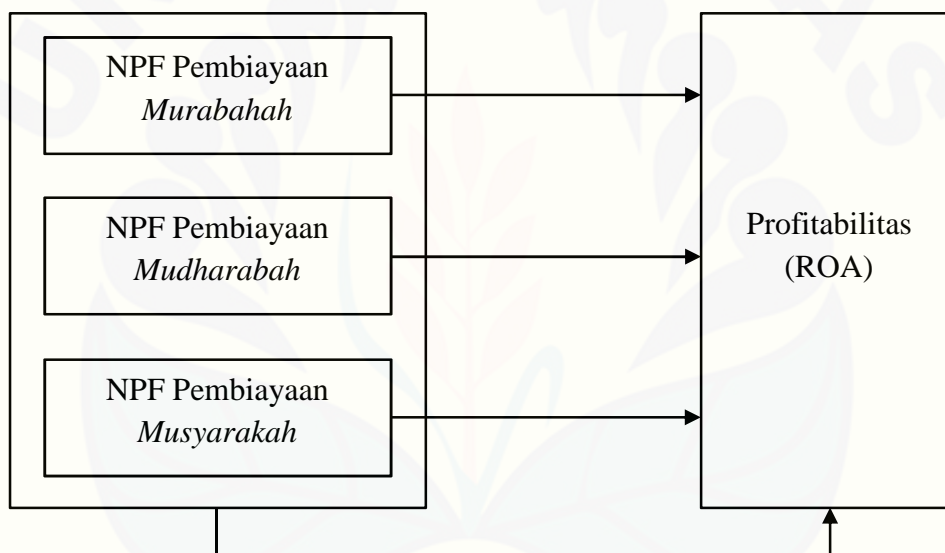 NPF Pembiayaan
Murabahah
NPF Pembiayaan
Mudharabah
NPF Pembiayaan
Musyarakah
Profitabilitas
(ROA)